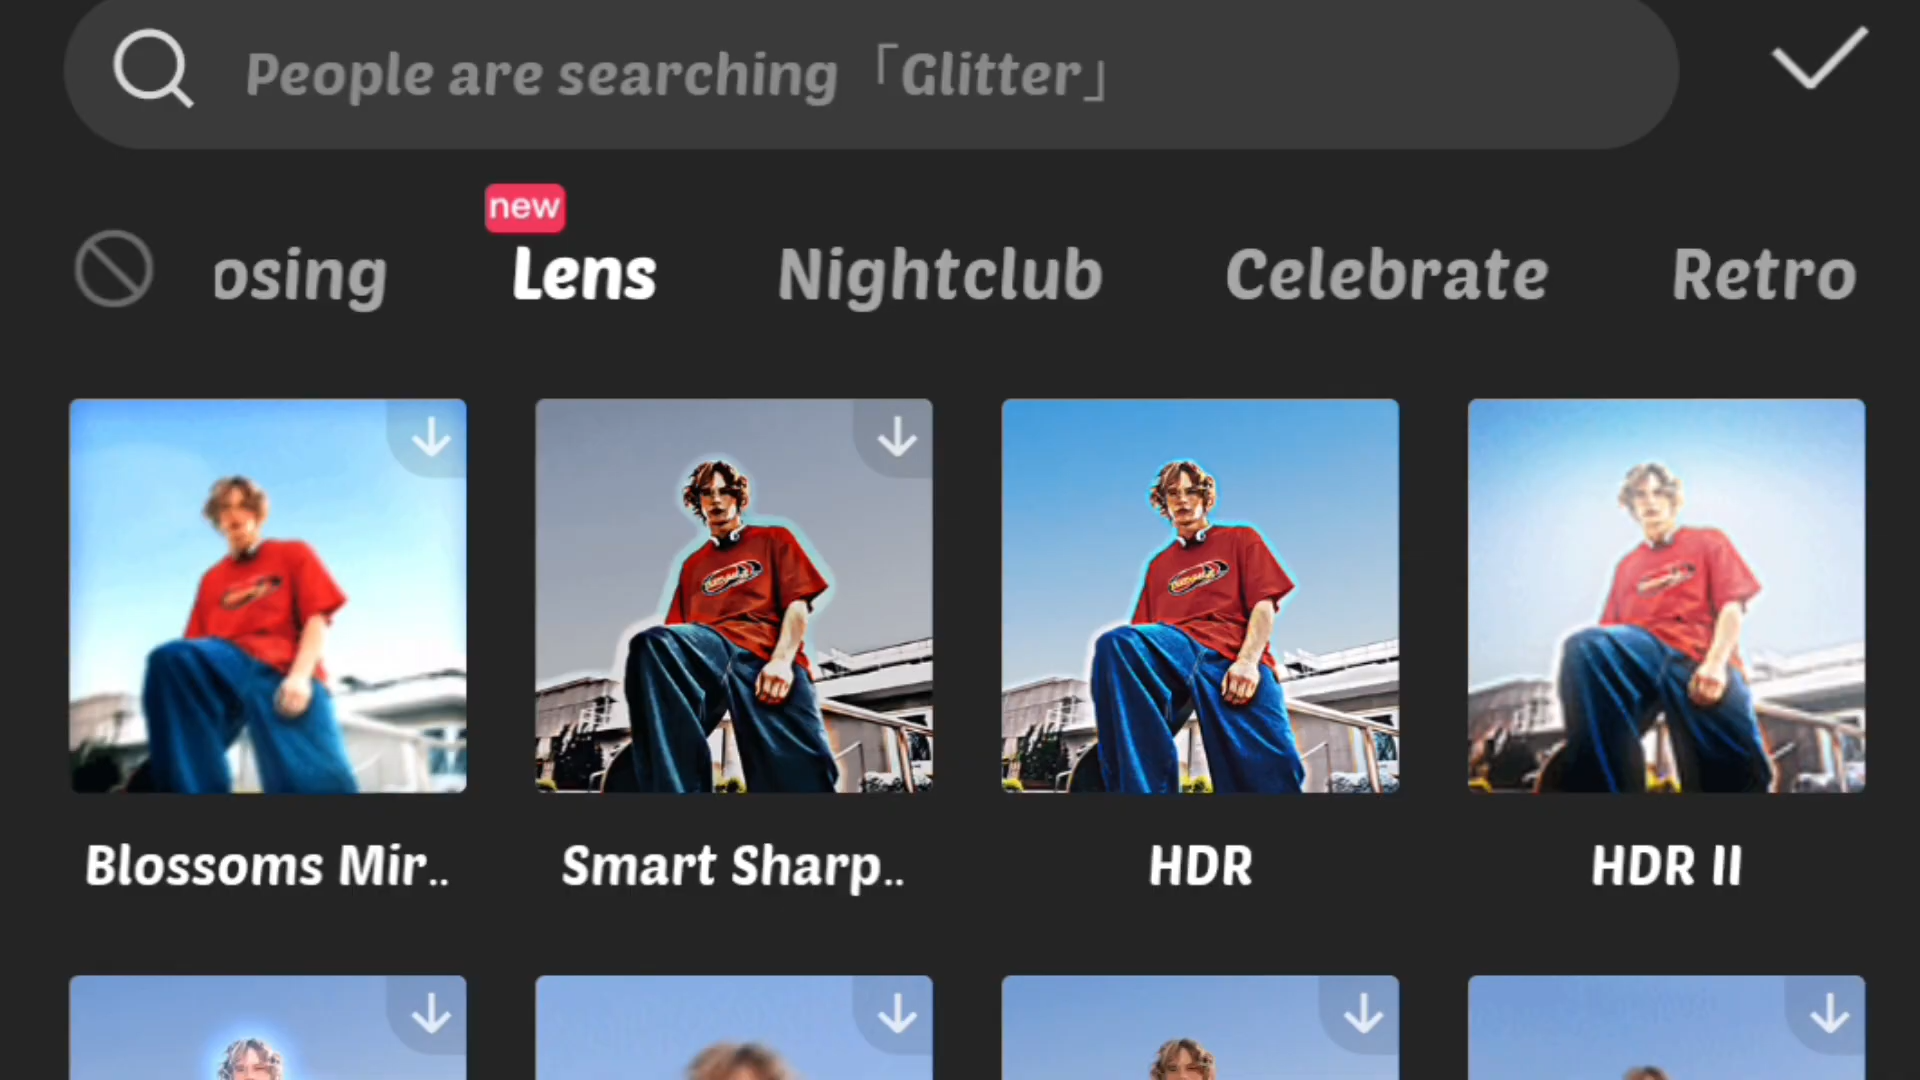 People are searching「Glitter」
new
osing Lens Nightclub Celebrate Retro
Blossoms Mir.. Smart Sharp.. HDR HDR II